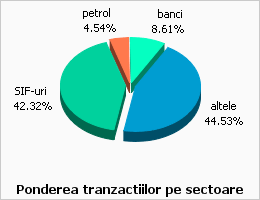 petrol
4.54%
banci
8.61%
SIF-uri
42.32%
altele
44.53%
Ponderea tranzactiilor pe sectoare